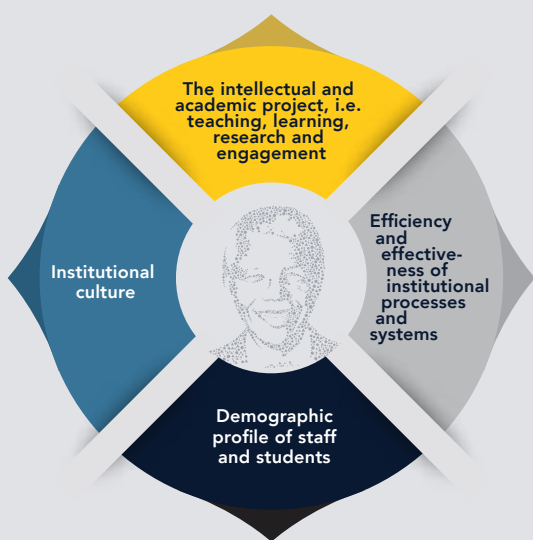 The intellectual and
academic project, i.e.
teaching, learning,
research and
engagement
Institutional
culture
Efficiency
and
effective-
ness of
institutional
processes
and
systems
Demographic
profile of staff
and students